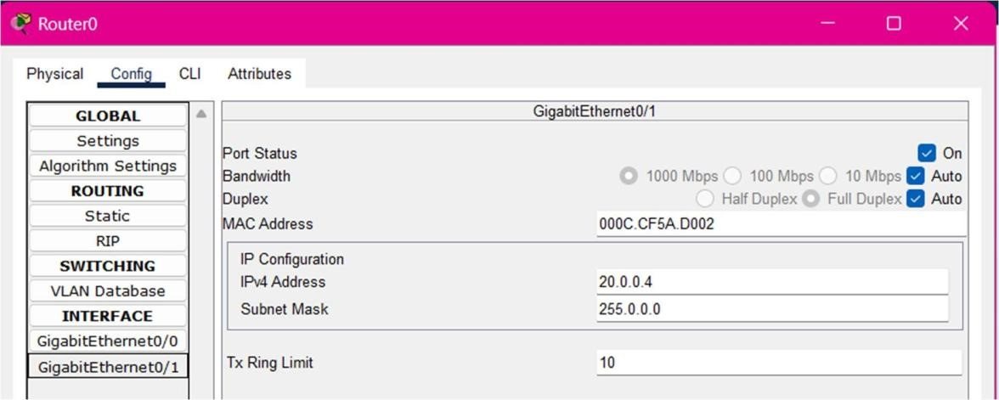 Router0
Physical Config CLI Attributes
GLOBAL
Settings
Algorithm Settings
ROUTING
Static
RIP
SWITCHING
VLAN Database
INTERFACE
GigabitEthernet0/0
GigabitEthernet0/1
GigabitEthernet0/1
Port Status On
Bandwidth 1000 Mbps 100 Mbps 10 Mbps Auto
Duplex Half Duplex Full Duplex Auto
MAC Address 000C.CF5A.D002
IP Configuration
IPv4 Address 20.0.0.4
Subnet Mask 255.0.0.0
Tx Ring Limit 10